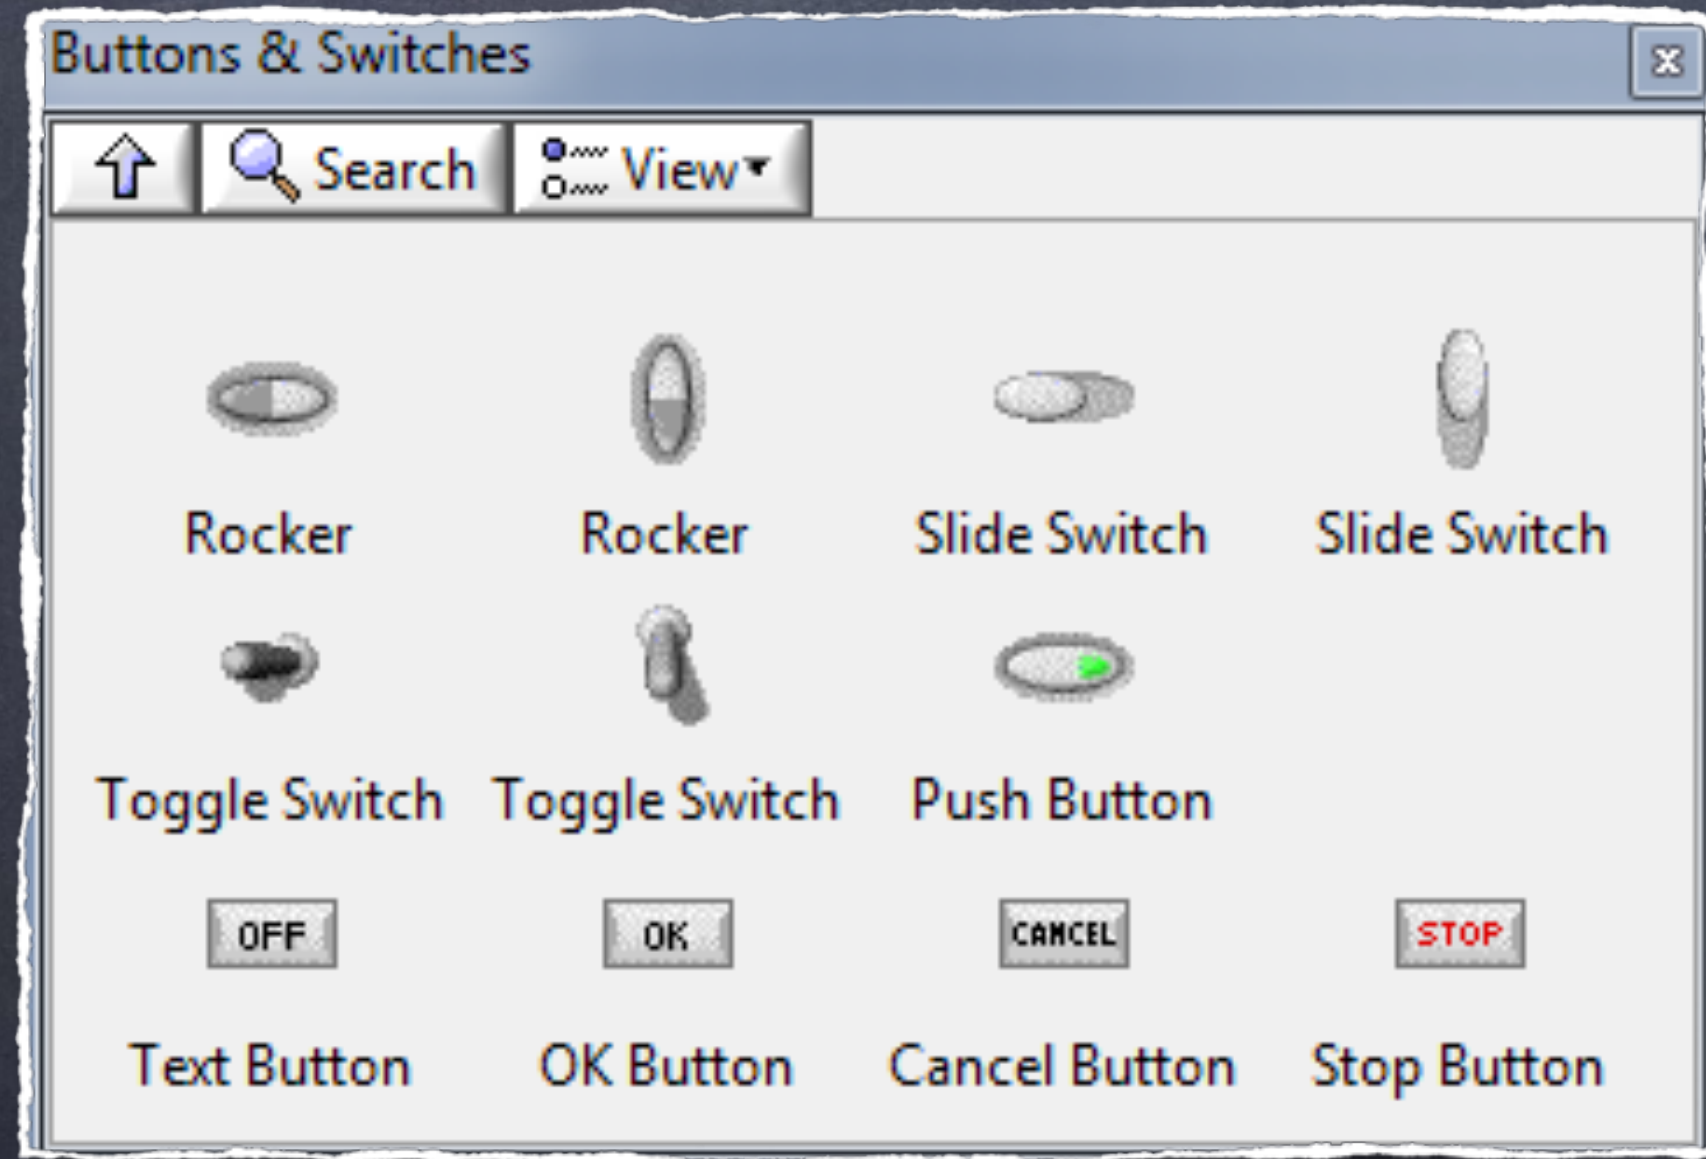 Buttons & Switches
Search View
Rocker Rocker Slide Switch Slide Switch
Toggle Switch Toggle Switch Push Button
OFF OK CANCEL STOP
Text Button OK Button Cancel Button Stop Button